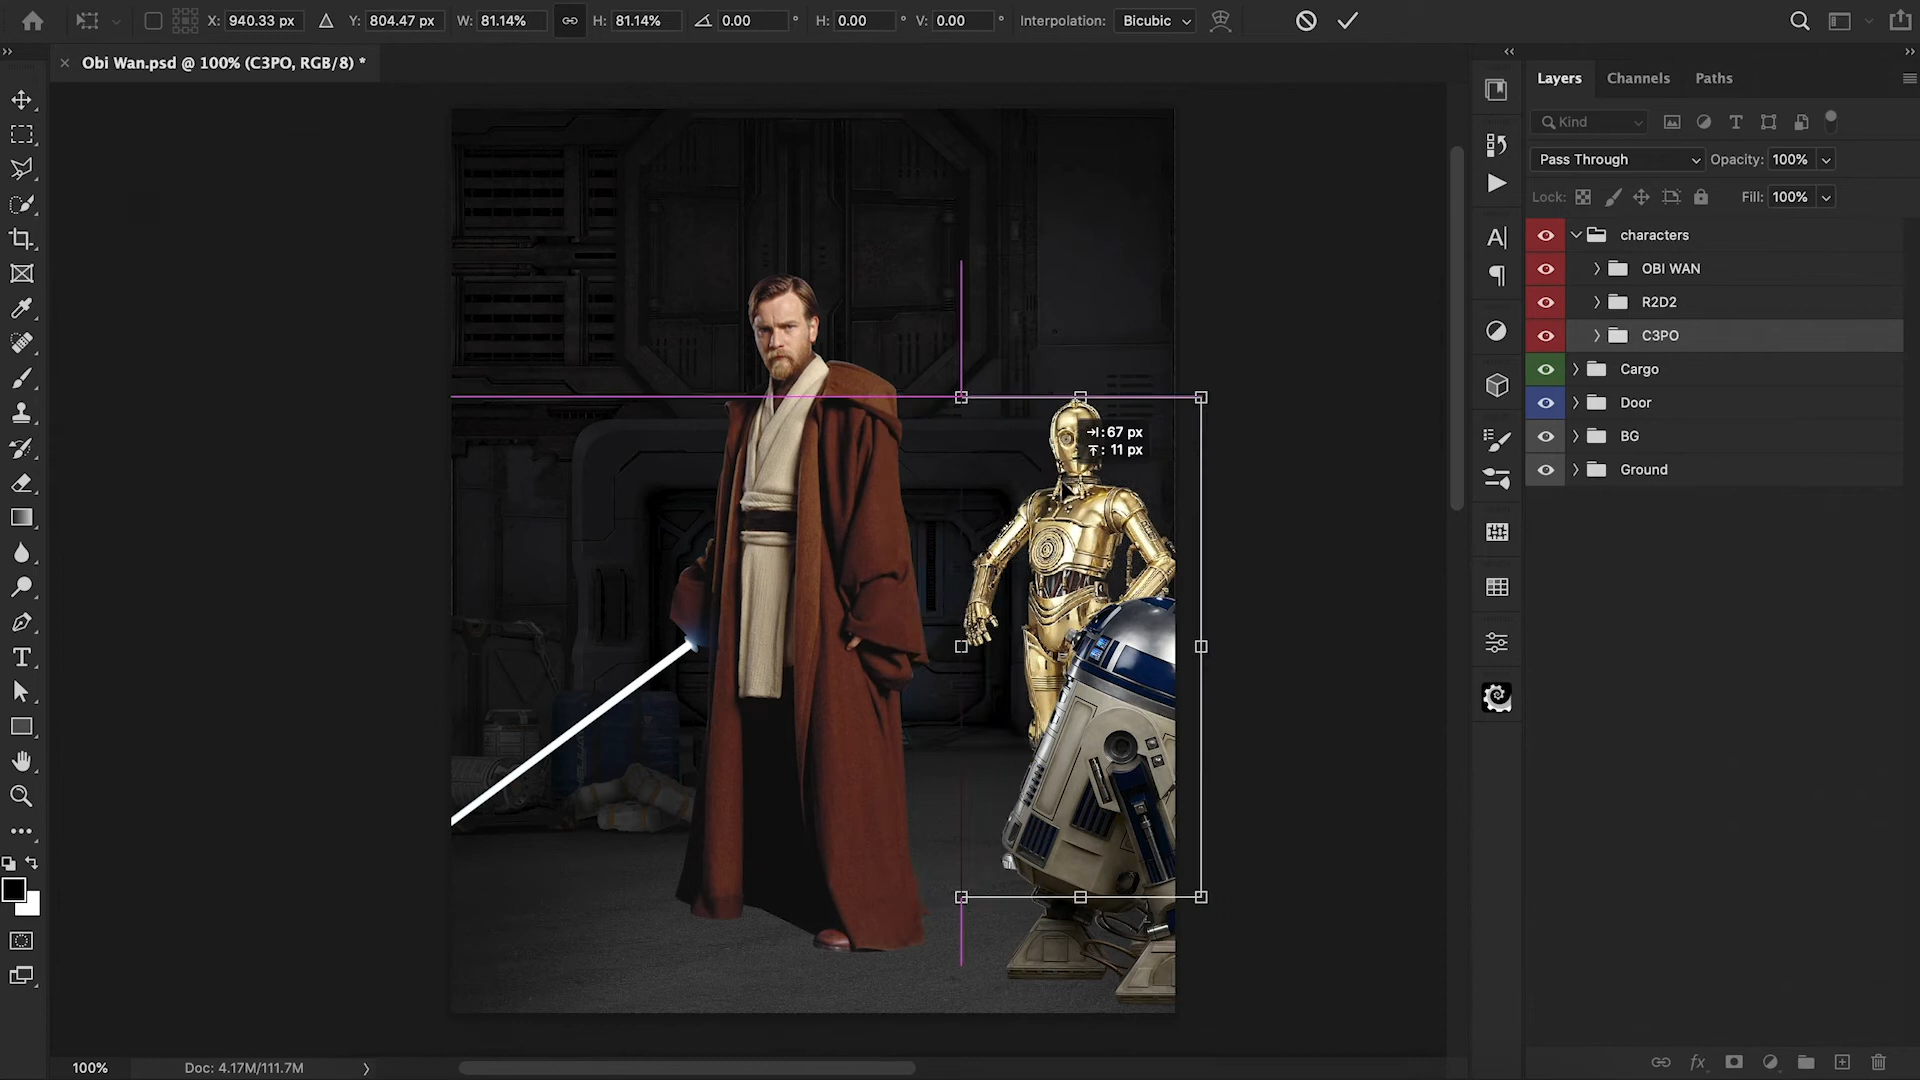 X: 940.33 px Y: 804.47 px W: 81.14% H: 81.14% 0.00 ° H: 0.00 ° V: 0.00 ° Interpolation: Bicubic
× Obi Wan.psd @ 100% (C3PO, RGB/8) *
Layers Channels Paths
Kind
Pass Through Opacity: 100%
Lock: Fill: 100%
characters
OBI WAN
R2D2
C3PO
Cargo
Door
BG
Ground
: 67 px
: 11 px
100% Doc: 4.17M/111.7M